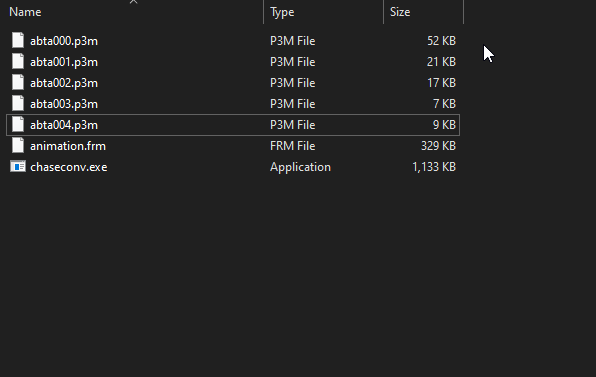 Name Type Size
abta000.p3m P3M File 52 KB
abta001.p3m P3M File 21 KB
abta002.p3m P3M File 17 KB
abta003.p3m P3M File 7 KB
abta004.p3m P3M File 9 KB
animation.frm FRM File 329 KB
chaseconv.exe Application 1,133 KB